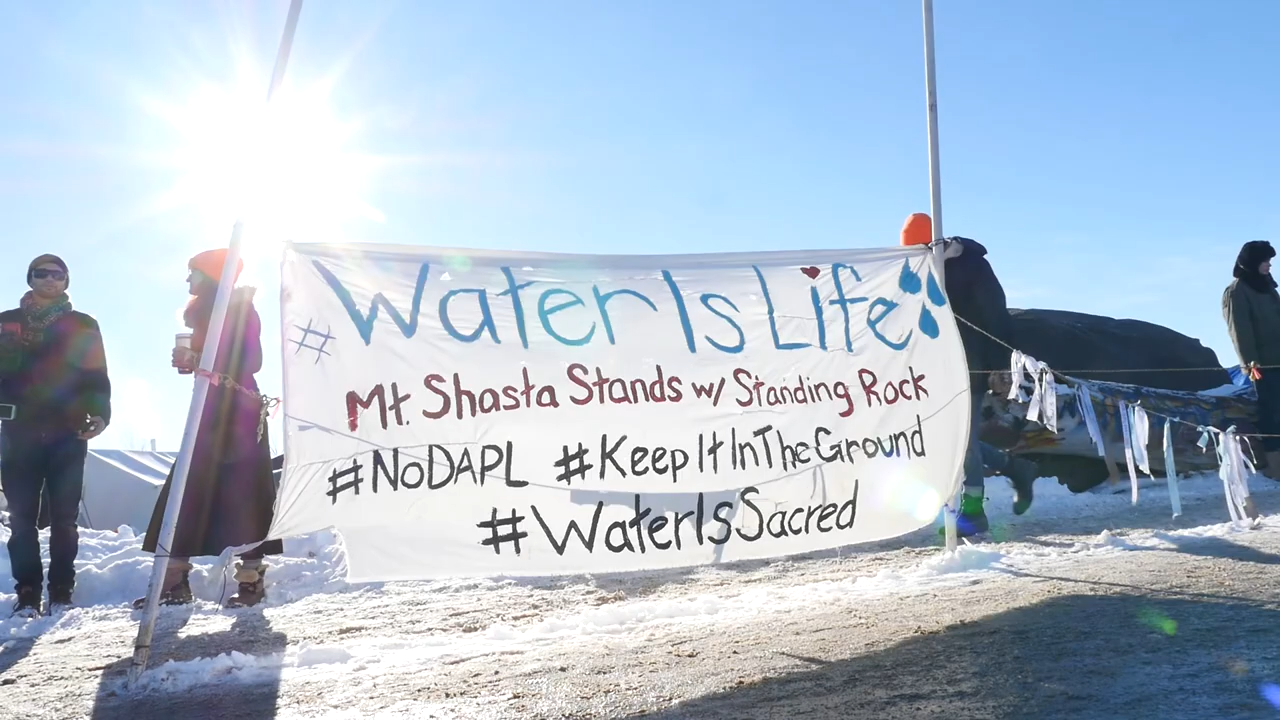 #WaterIsLife
Mt. Shasta Stands w/ Standing Rock
#NoDAPL #KeepItInTheGround
#WaterIsSacred